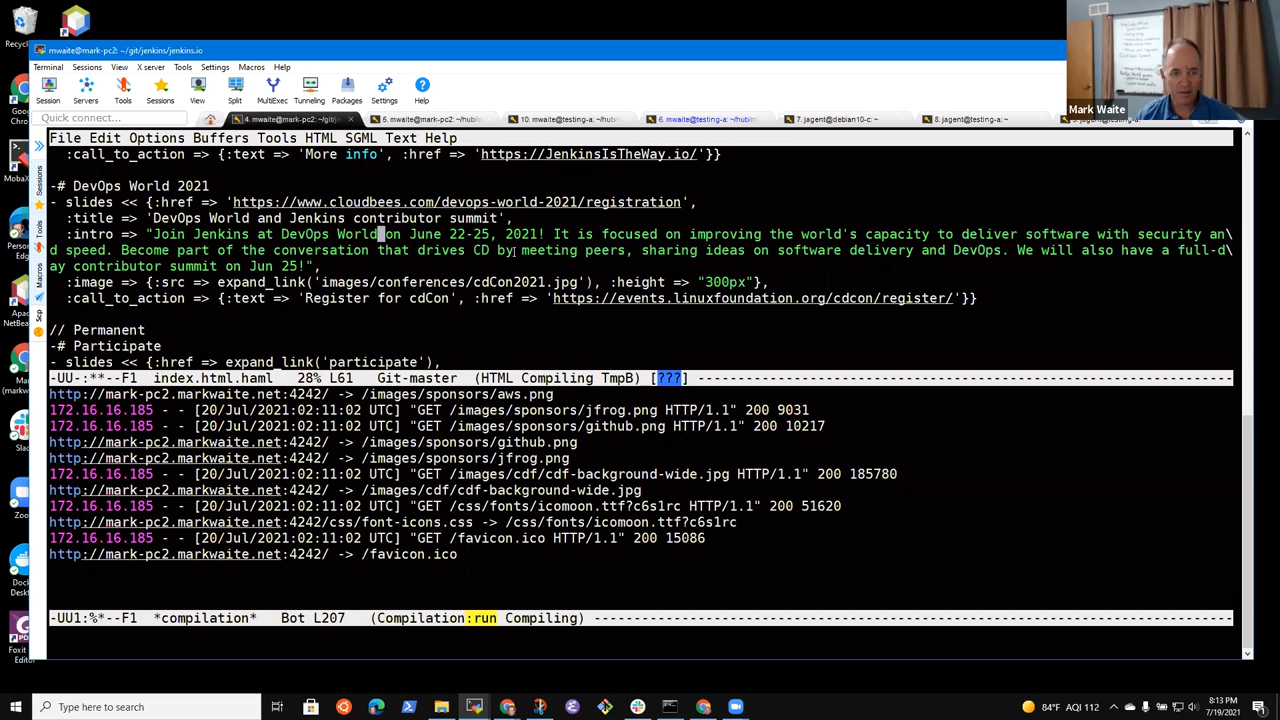 Recycl
mwaite@mark-pc2: ~/git/jenkins/jenkins.io
Terminal Sessions View X server Tools Settings Macros Help
Session Servers Tools Sessions View Split MultiExec Tunneling Packages Settings Help
Quick connect...
4. mwaite@mark-pc2: ~/git/je
6. mwaite@mark-pc2: ~/hub/m
10. mwaite@testing-a: ~/hub/
6. mwaite@testing-a: ~/hub/m
7. jagent@debian10-c: ~
8. jagent@testing-a: ~
Mark Waite
File Edit Options Buffers Tools HTML SGML Text Help
:call_to_action => {:text => 'More info', :href => 'https://JenkinsIsTheWay.io/'}}
-# DevOps World 2021
- slides << {:href => 'https://www.cloudbees.com/devops-world-2021/registration',
:title => 'DevOps World and Jenkins contributor summit',
:intro => "Join Jenkins at DevOps World on June 22-25, 2021! It is focused on improving the world's capacity to deliver software with security an\
d speed. Become part of the conversation that drives CD by meeting peers, sharing ideas on software delivery and DevOps. We will also have a full-d\
ay contributor summit on Jun 25!",
:image => {:src => expand_link('images/conferences/cdCon2021.jpg'), :height => "300px"},
:call_to_action => {:text => 'Register for cdCon', :href => 'https://events.linuxfoundation.org/cdcon/register/'}}
// Permanent
-# Participate
- slides << {:href => expand_link('participate'),
-UU-:**--F1 index.html.haml 28% L61 Git-master (HTML Compiling TmpB) [???] ----------
http://mark-pc2.markwaite.net:4242/ -> /images/sponsors/aws.png
172.16.16.185 - - [20/Jul/2021:02:11:02 UTC] "GET /images/sponsors/jfrog.png HTTP/1.1" 200 9031
172.16.16.185 - - [20/Jul/2021:02:11:02 UTC] "GET /images/sponsors/github.png HTTP/1.1" 200 10217
http://mark-pc2.markwaite.net:4242/ -> /images/sponsors/github.png
http://mark-pc2.markwaite.net:4242/ -> /images/sponsors/jfrog.png
172.16.16.185 - - [20/Jul/2021:02:11:02 UTC] "GET /images/cdf/cdf-background-wide.jpg HTTP/1.1" 200 185780
http://mark-pc2.markwaite.net:4242/ -> /images/cdf/cdf-background-wide.jpg
172.16.16.185 - - [20/Jul/2021:02:11:02 UTC] "GET /css/fonts/icomoon.ttf?c6s1rc HTTP/1.1" 200 51620
http://mark-pc2.markwaite.net:4242/css/font-icons.css -> /css/fonts/icomoon.ttf?c6s1rc
172.16.16.185 - - [20/Jul/2021:02:11:02 UTC] "GET /favicon.ico HTTP/1.1" 200 15086
http://mark-pc2.markwaite.net:4242/ -> /favicon.ico
-UU1:%*--F1 *compilation* Bot L207 (Compilation:run Compiling) ----------
Sessions
Tools
Macros
Scp
Foxit
Editor
Type here to search
84°F AQI 112
8:13 PM
7/19/2021